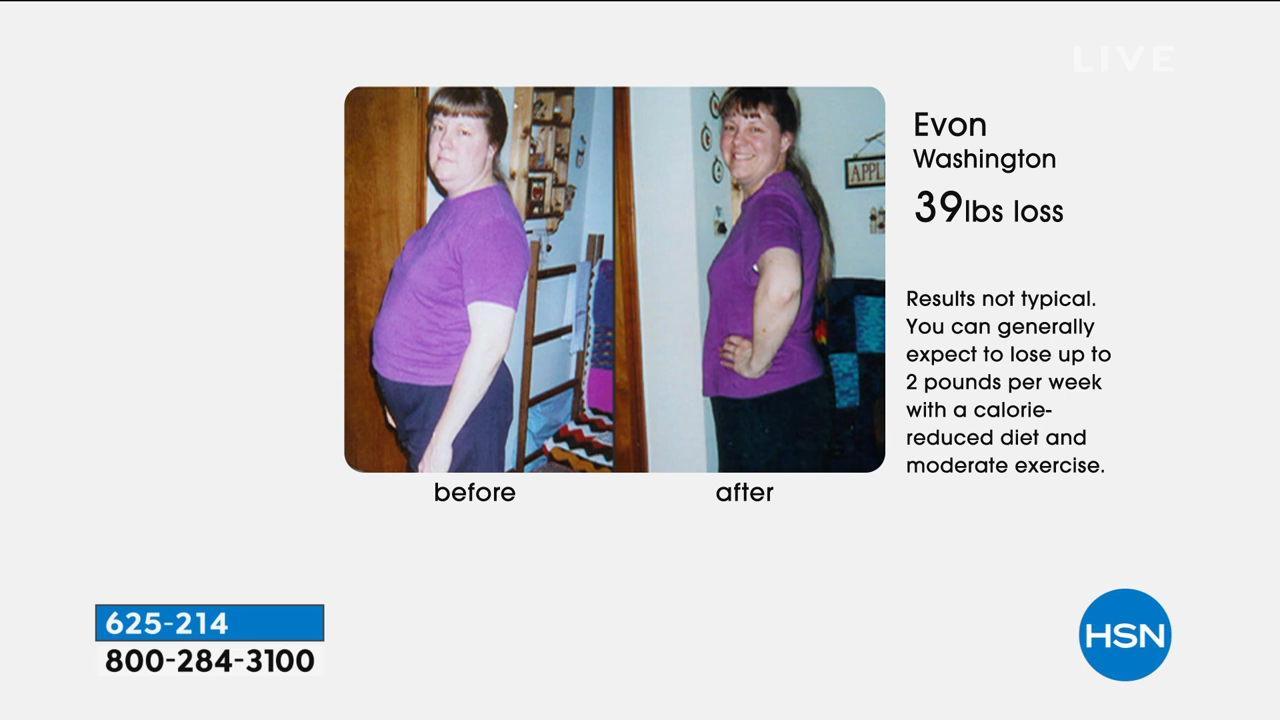 LIVE
Evon
Washington
39lbs loss
APPL
Results not typical.
You can generally
expect to lose up to
2 pounds per week
with a calorie-
reduced diet and
moderate exercise.
before
after
625-214
800-284-3100
HSN